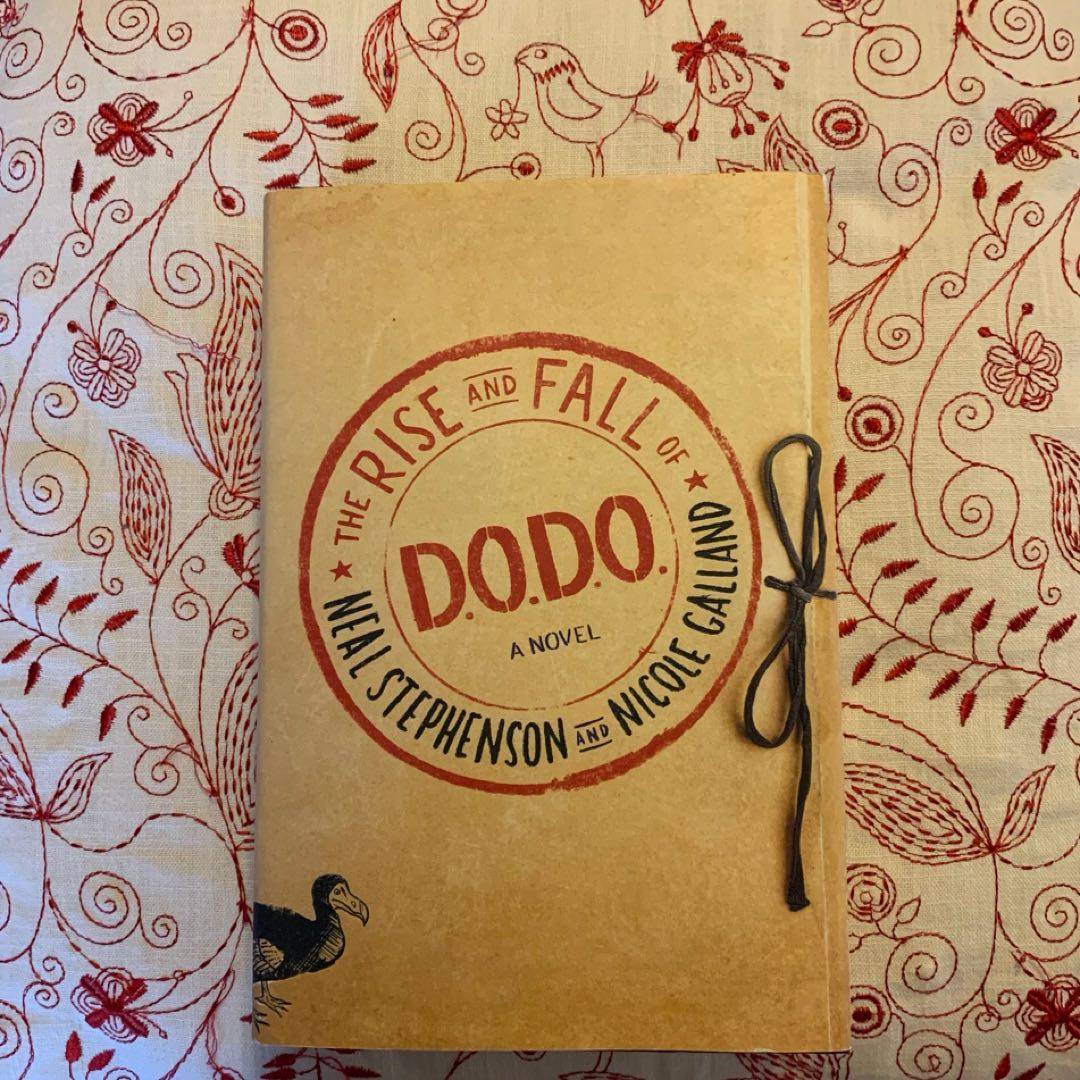 THE RISE AND FALL OF
D.O.D.O.
A NOVEL
NEAL STEPHENSON AND NICOLE GALLAND